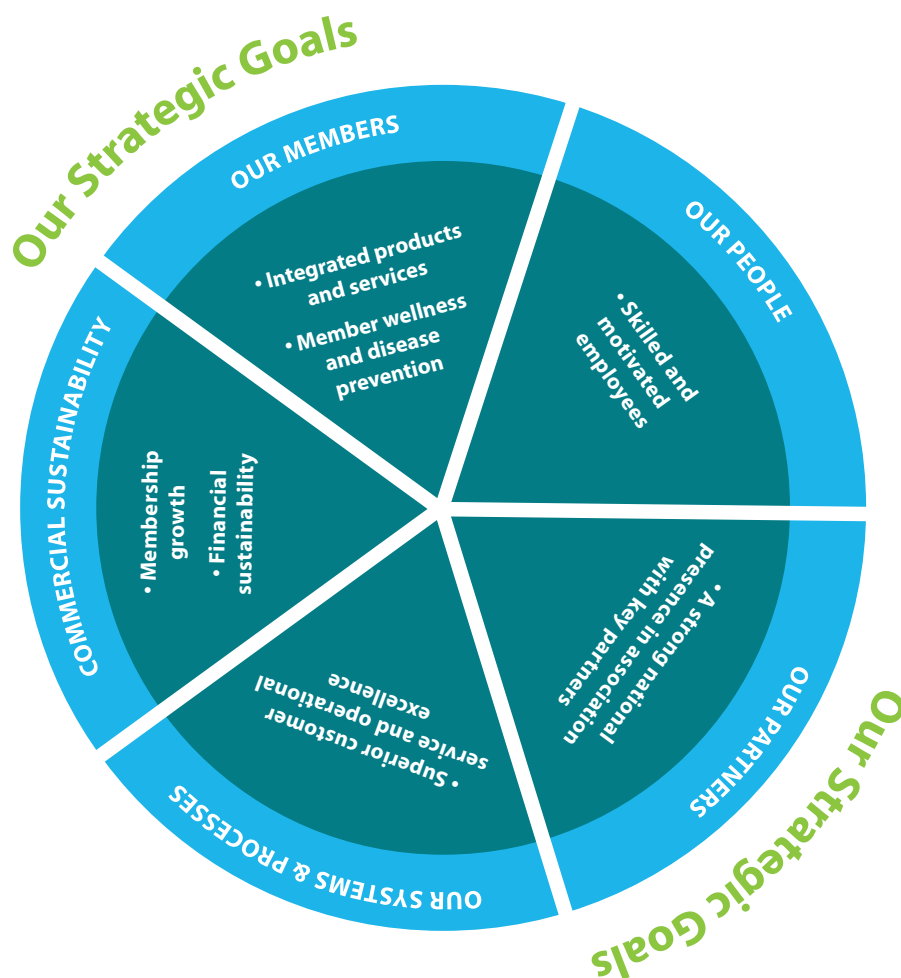 Our Strategic Goals
OUR MEMBERS
• Integrated products
and services
• Member wellness
and disease
prevention
OUR PEOPLE
• Skilled and
motivated
employees
OUR PARTNERS
• A strong national
presence in association
with key partners
OUR SYSTEMS & PROCESSES
• Superior customer
service and operational
excellence
COMMERCIAL SUSTAINABILITY
• Membership
growth
• Financial
sustainability
Our Strategic Goals